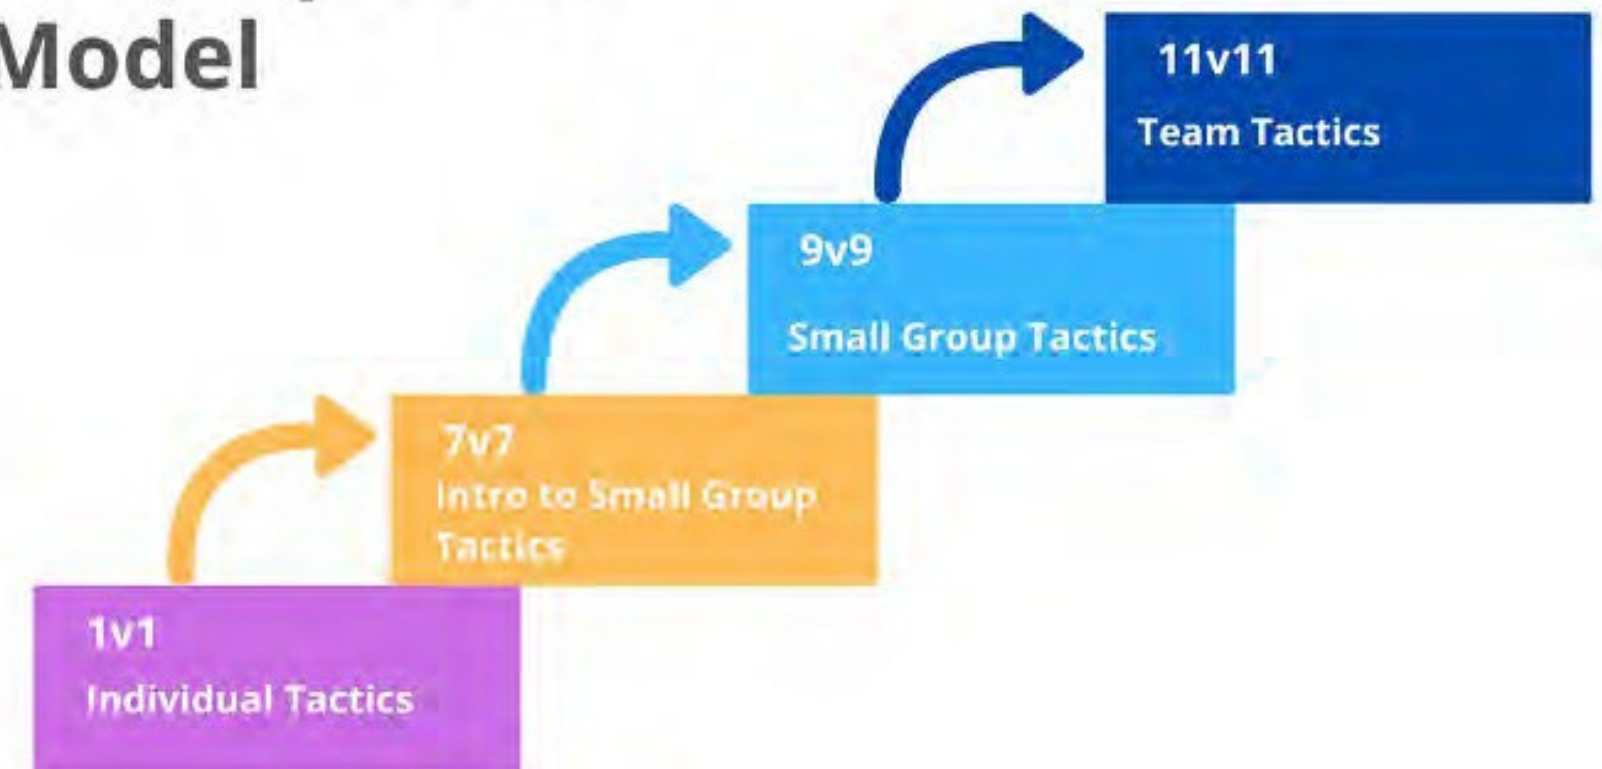 Model
11v11
Team Tactics
9v9
Small Group Tactics
7v7
Intro to Small Group
Tactics
1v1
Individual Tactics